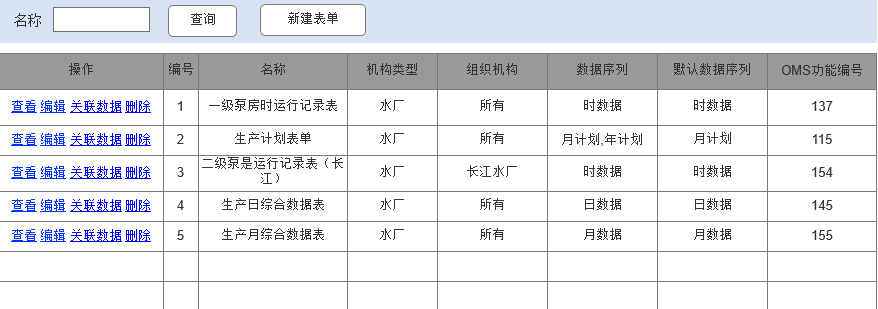 名称 查询 新建表单
操作 编号 名称 机构类型 组织机构 数据序列 默认数据序列 OMS功能编号
查看 编辑 关联数据 删除 1 一级泵房时运行记录表 水厂 所有 时数据 时数据 137
查看 编辑 关联数据 删除 2 生产计划表单 水厂 所有 月计划,年计划 月计划 115
查看 编辑 关联数据 删除 3 二级泵是运行记录表（长 水厂 长江水厂 时数据 时数据 154
江）
查看 编辑 关联数据 删除 4 生产日综合数据表 水厂 所有 日数据 日数据 145
查看 编辑 关联数据 删除 5 生产月综合数据表 水厂 所有 月数据 月数据 155